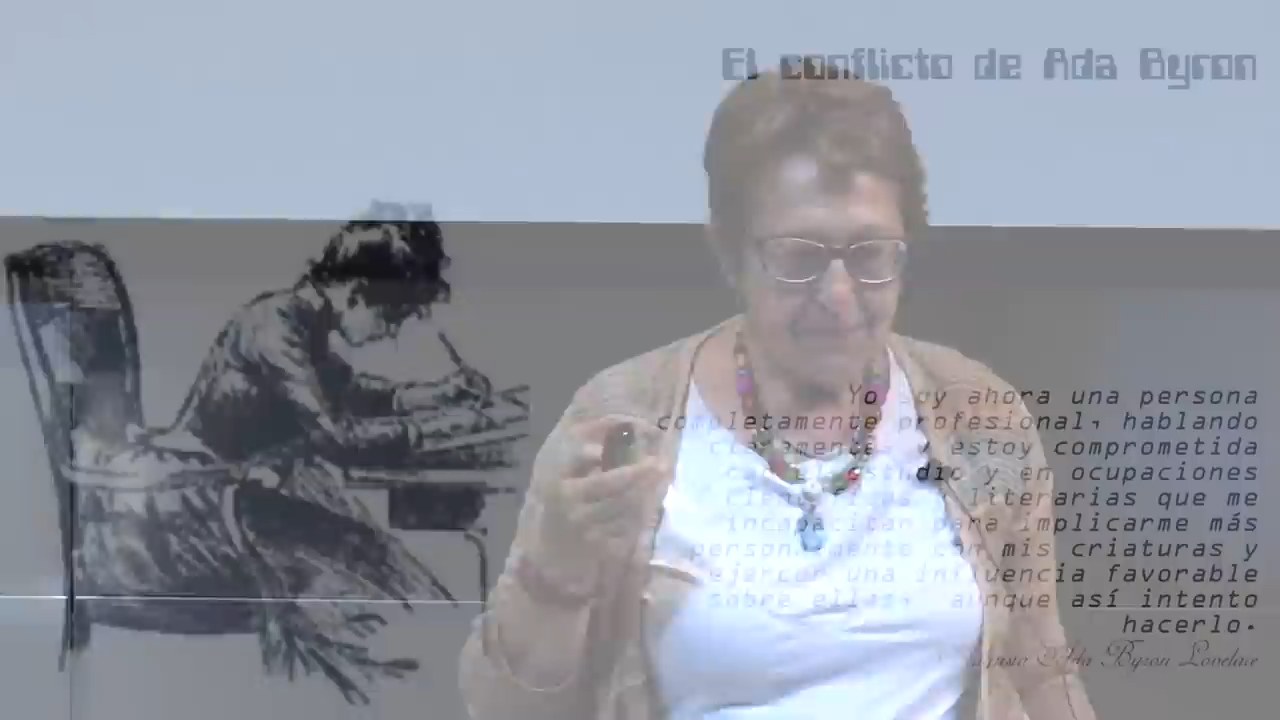 El conflicto de Ada Byron
Yo soy ahora una persona
completamente profesional, hablando
estoy comprometida
estudio y en ocupaciones
literarias que me
incapacitan para implicarme más
personalmente con mis criaturas y
ejercer una influencia favorable
sobre ellas, aunque así intento
hacerlo.
Ada Byron Lovelace